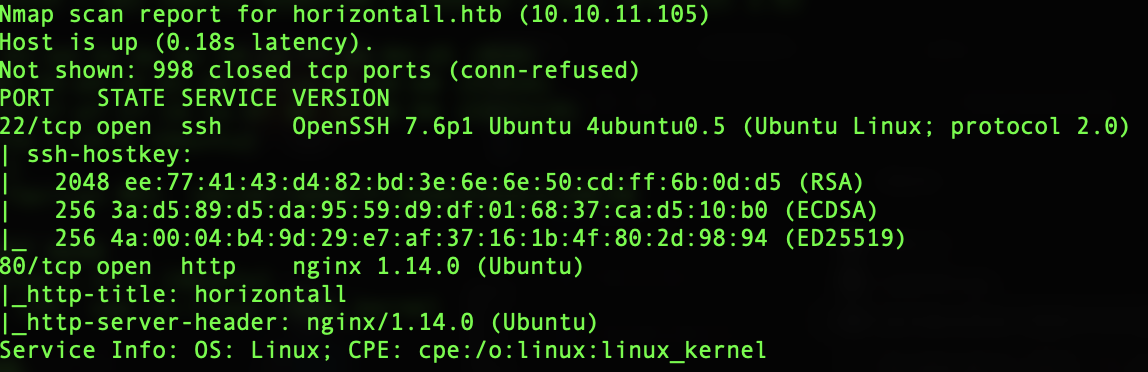 Nmap scan report for horizontall.htb (10.10.11.105)
Host is up (0.18s latency).
Not shown: 998 closed tcp ports (conn-refused)
PORT   STATE SERVICE VERSION
22/tcp open  ssh     OpenSSH 7.6p1 Ubuntu 4ubuntu0.5 (Ubuntu Linux; protocol 2.0)
| ssh-hostkey:
|   2048 ee:77:41:43:d4:82:bd:3e:6e:6e:50:cd:ff:6b:0d:d5 (RSA)
|   256 3a:d5:89:d5:da:95:59:d9:df:01:68:37:ca:d5:10:b0 (ECDSA)
|_  256 4a:00:04:b4:9d:29:e7:af:37:16:1b:4f:80:2d:98:94 (ED25519)
80/tcp open  http    nginx 1.14.0 (Ubuntu)
|_http-title: horizontall
|_http-server-header: nginx/1.14.0 (Ubuntu)
Service Info: OS: Linux; CPE: cpe:/o:linux:linux_kernel